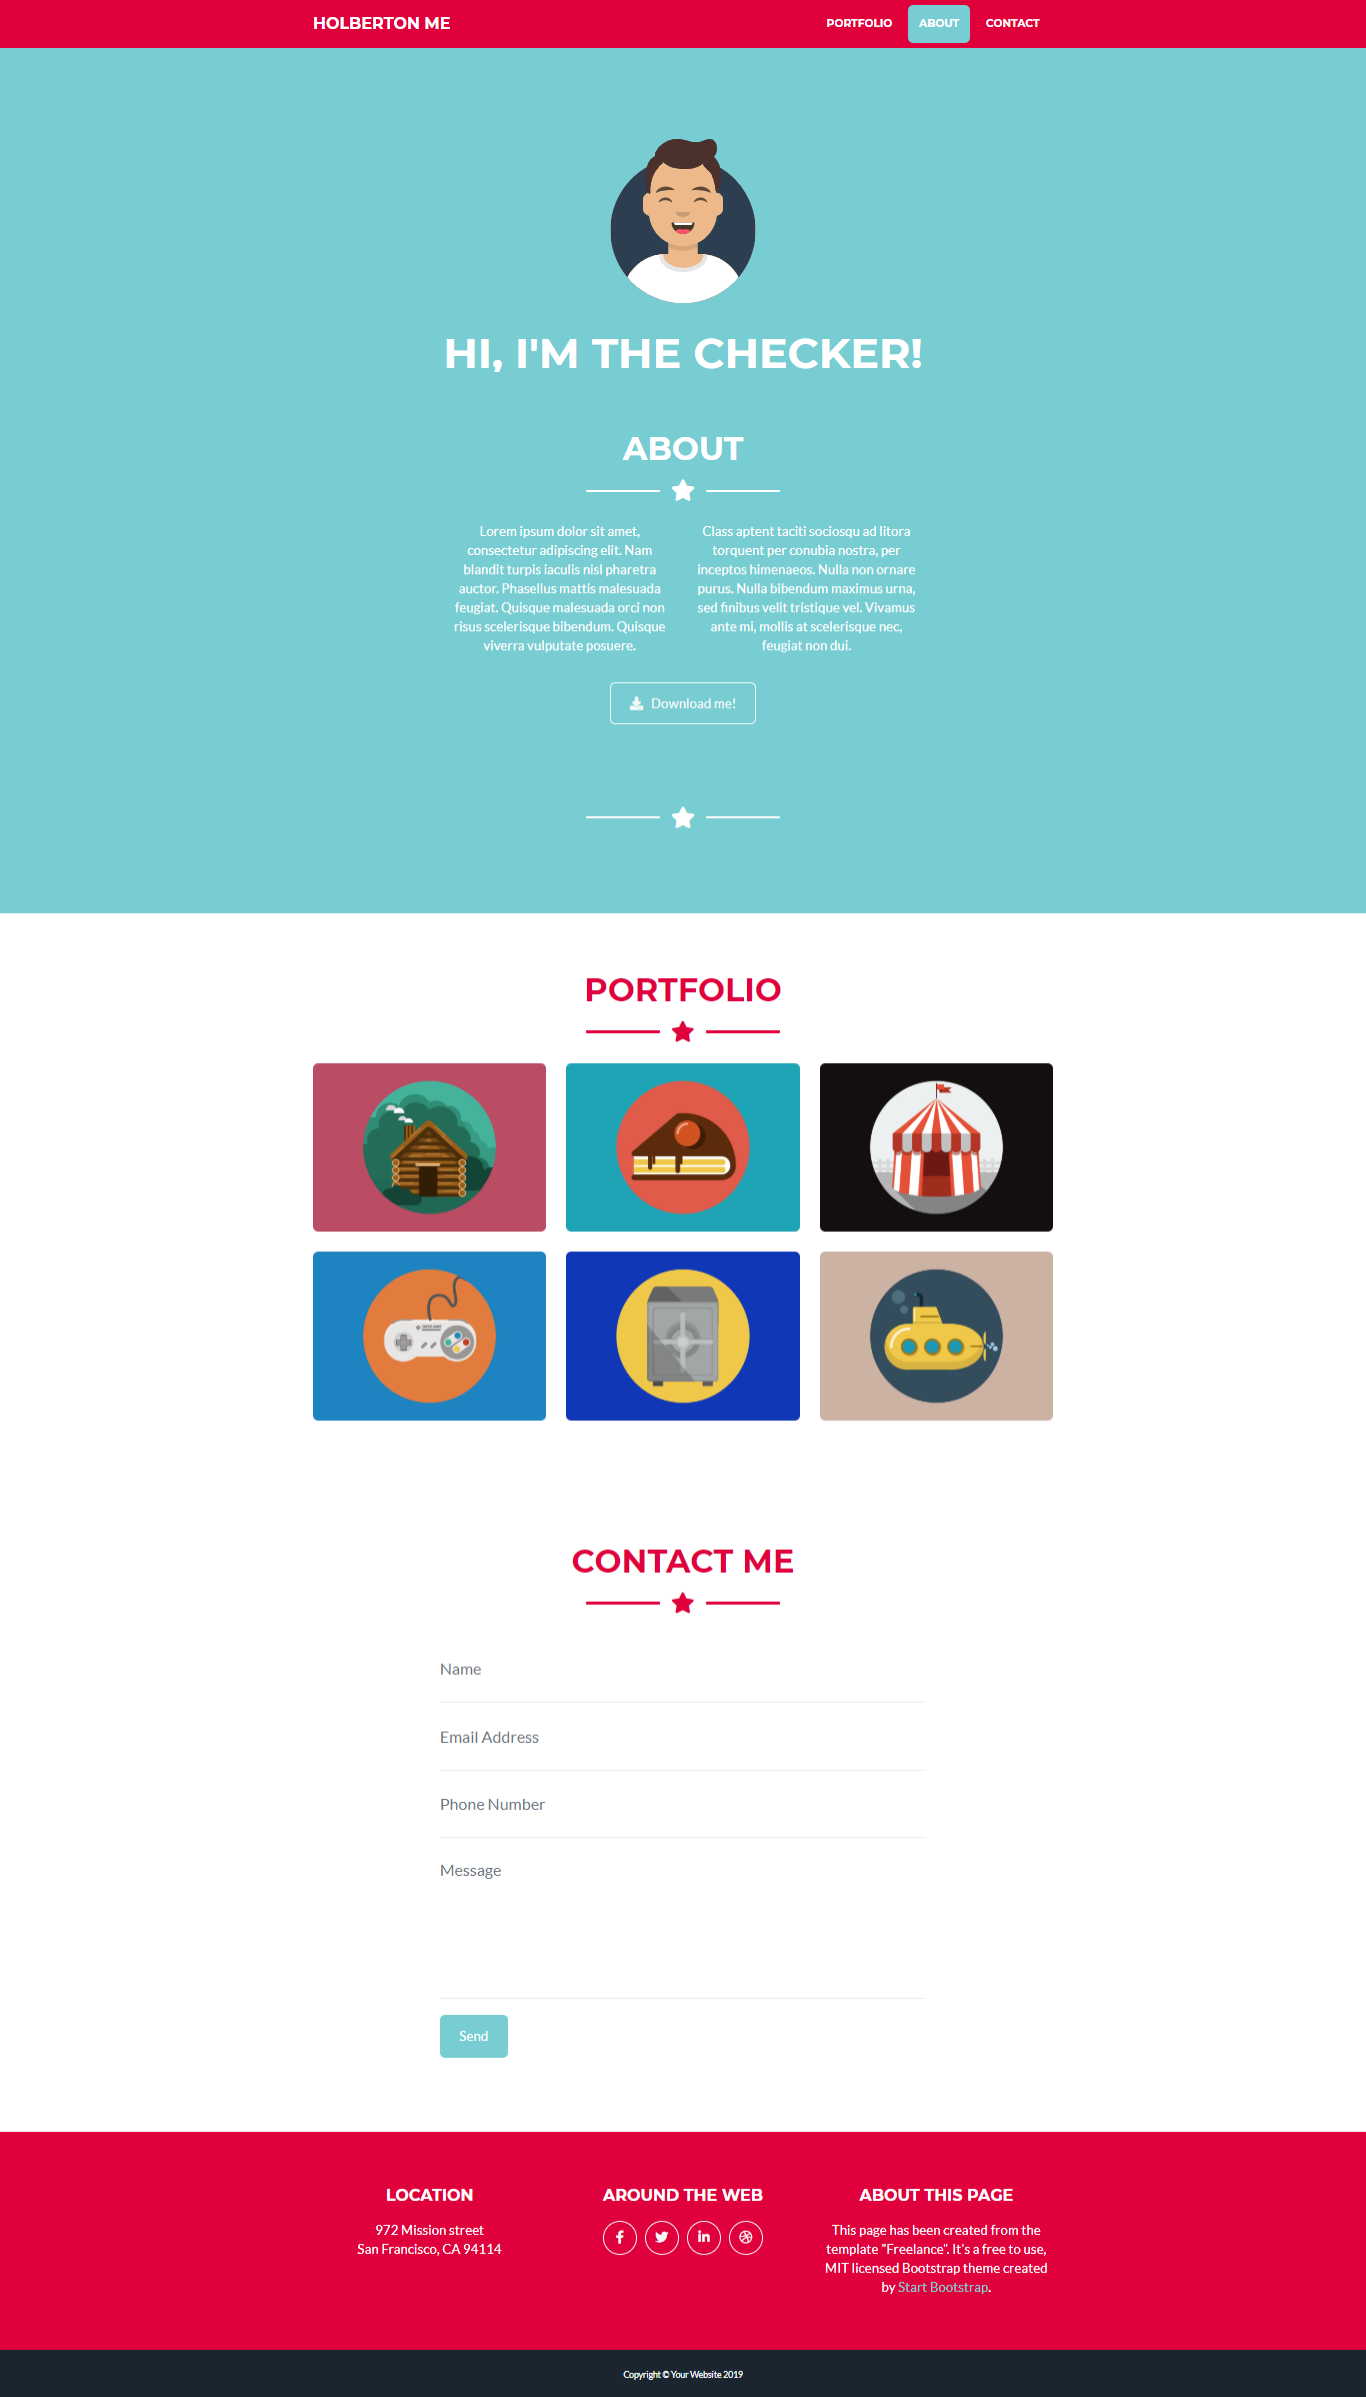 HOLBERTON ME
PORTFOLIO
ABOUT
CONTACT
HI, I'M THE CHECKER!
ABOUT
Lorem ipsum dolor sit amet,
consectetur adipiscing elit. Nam
blandit turpis iaculis nisl pharetra
auctor. Phasellus mattis malesuada
feugiat. Quisque malesuada orci non
risus scelerisque bibendum. Quisque
viverra vulputate posuere.
Class aptent taciti sociosqu ad litora
torquent per conubia nostra, per
inceptos himenaeos. Nulla non ornare
purus. Nulla bibendum maximus urna,
sed finibus velit tristique vel. Vivamus
ante mi, mollis at scelerisque nec,
feugiat non dui.
Download me!
PORTFOLIO
CONTACT ME
Name
Email Address
Phone Number
Message
Send
LOCATION
972 Mission street
San Francisco, CA 94114
AROUND THE WEB
ABOUT THIS PAGE
This page has been created from the
template "Freelance". It's a free to use,
MIT licensed Bootstrap theme created
by Start Bootstrap.
Copyright © Your Website 2019